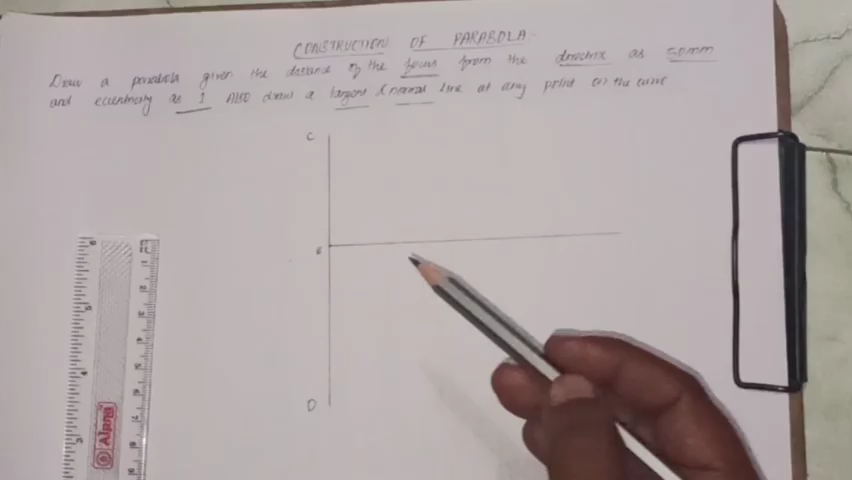 CONSTRUCTION OF PARABOLA
Draw a parabola given the distance of the focus from the directrix as 50mm
and eccentricity as 1 Also draw a tangent & normal line at any point on the curve
C
E
D